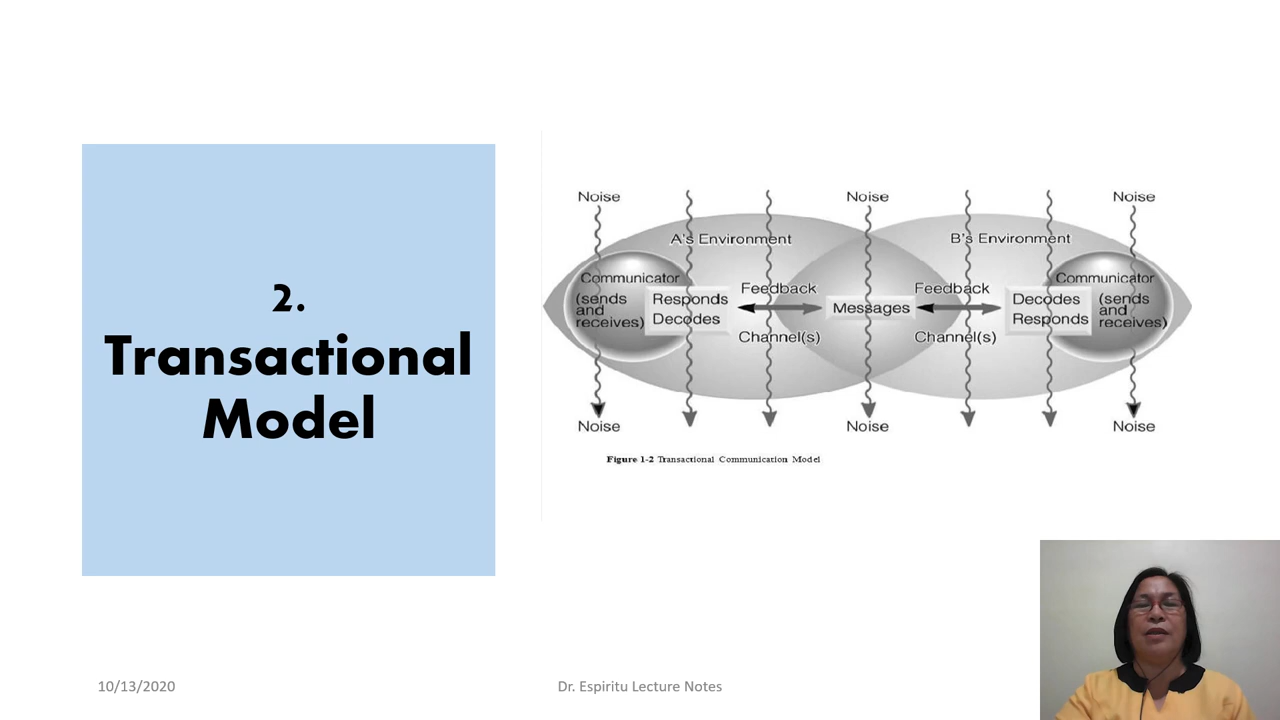 2.
Transactional
Model
Noise
Noise
Noise
A's Environment
B's Environment
Communicator
(sends
and
receives)
Responds
Decodes
Feedback
Channel(s)
Messages
Feedback
Channel(s)
Decodes
Responds
Communicator
(sends
and
receives)
Noise
Noise
Noise
Figure 1-2 Transactional Communication Model
10/13/2020
Dr. Espiritu Lecture Notes